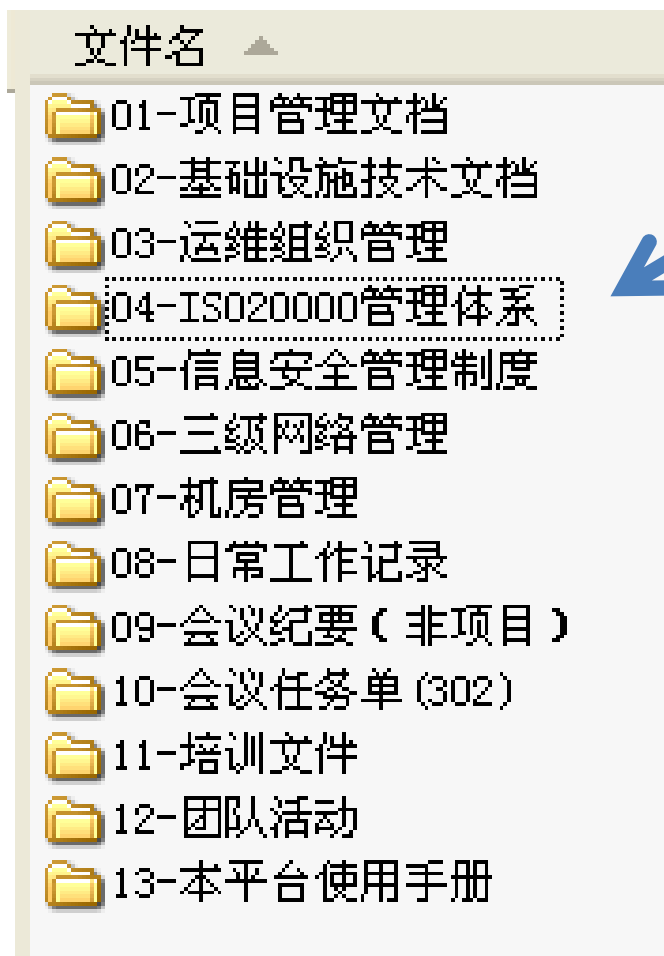 文件名
01-项目管理文档
02-基础设施技术文档
03-运维组织管理
04-ISO20000管理体系
05-信息安全管理制度
06-三级网络管理
07-机房管理
08-日常工作记录
09-会议纪要(非项目)
10-会议任务单(302)
11-培训文件
12-团队活动
13-本平台使用手册